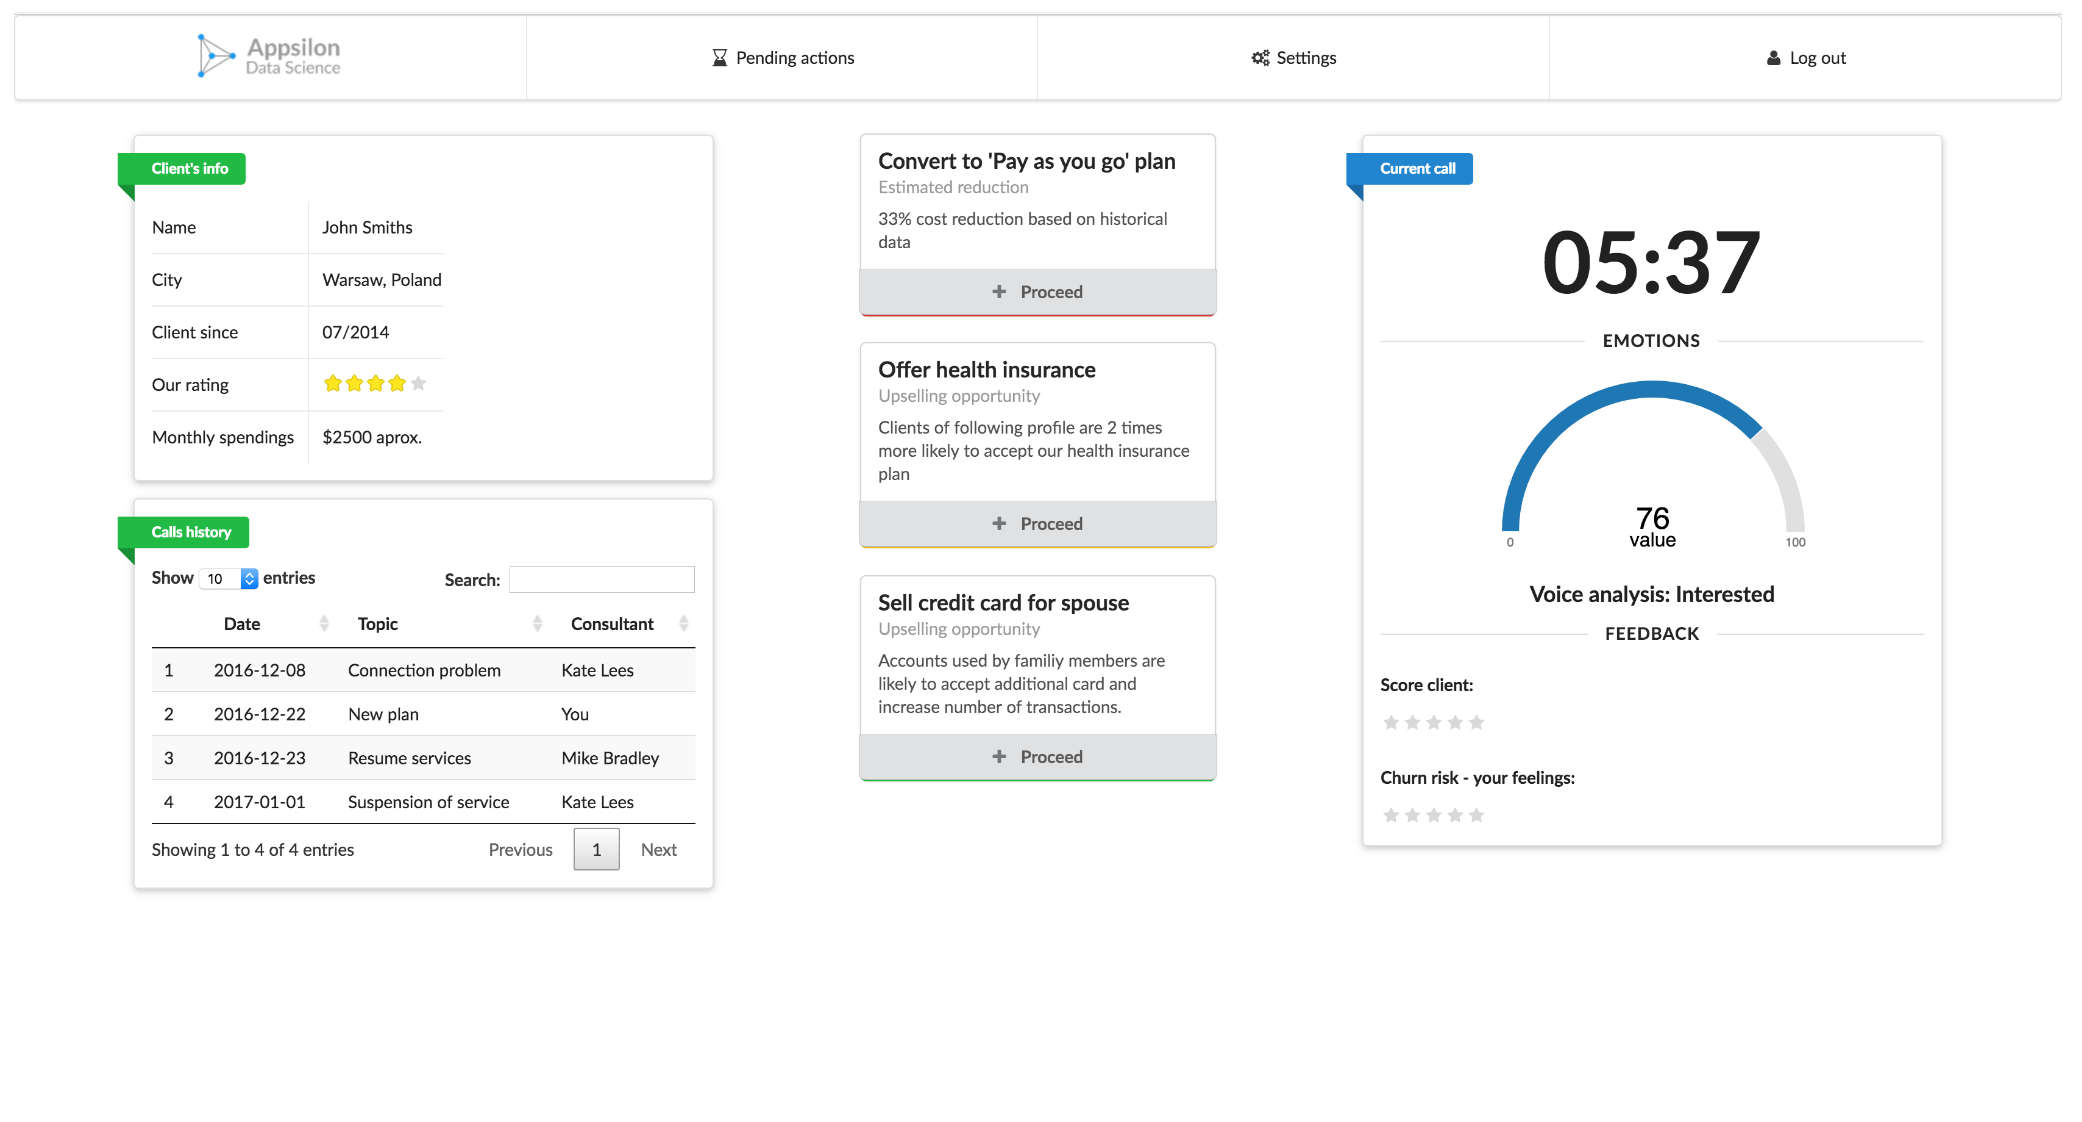 Appsilon
Data Science
Pending actions
Settings
Log out
Client's info
Name John Smiths
City Warsaw, Poland
Client since 07/2014
Our rating
Monthly spendings $2500 aprox.
Calls history
Show 10 entries Search:
Date Topic Consultant
1 2016-12-08 Connection problem Kate Lees
2 2016-12-22 New plan You
3 2016-12-23 Resume services Mike Bradley
4 2017-01-01 Suspension of service Kate Lees
Showing 1 to 4 of 4 entries Previous 1 Next
Convert to 'Pay as you go' plan
Estimated reduction
33% cost reduction based on historical
data
Proceed
Offer health insurance
Upselling opportunity
Clients of following profile are 2 times
more likely to accept our health insurance
plan
Proceed
Sell credit card for spouse
Upselling opportunity
Accounts used by familiy members are
likely to accept additional card and
increase number of transactions.
Proceed
Current call
05:37
EMOTIONS
76
value
0 100
Voice analysis: Interested
FEEDBACK
Score client:
Churn risk - your feelings: